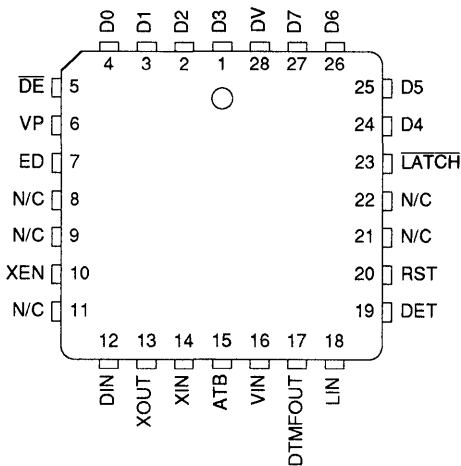 D0 D1 D2 D3 DV D7 D6
4 3 2 1 28 27 26
DE 5 25 D5
VP 6 24 D4
ED 7 23 LATCH
N/C 8 22 N/C
N/C 9 21 N/C
XEN 10 20 RST
N/C 11 19 DET
12 13 14 15 16 17 18
DIN XOUT XIN ATB VIN DTMFOUT LIN